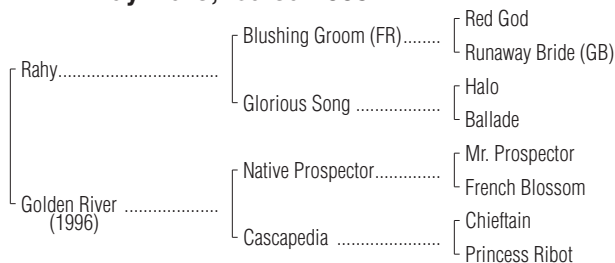 Red God
Blushing Groom (FR)........
Runaway Bride (GB)
Rahy......................................
Halo
Glorious Song ....................
Ballade
Mr. Prospector
Native Prospector...............
French Blossom
Golden River ......................
(1996)
Chieftain
Cascapedia ........................
Princess Ribot